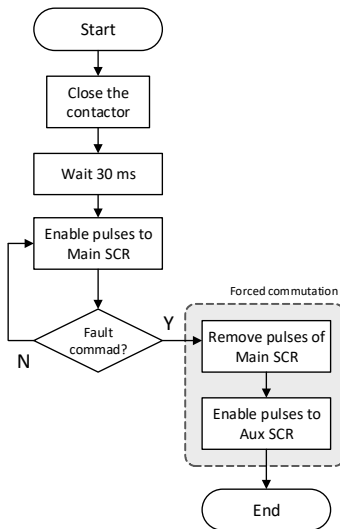 Start
Close the
contactor
Wait 30 ms
Enable pulses to
Main SCR
Forced commutation
Fault
commad?
Y
N
Remove pulses of
Main SCR
Enable pulses to
Aux SCR
End